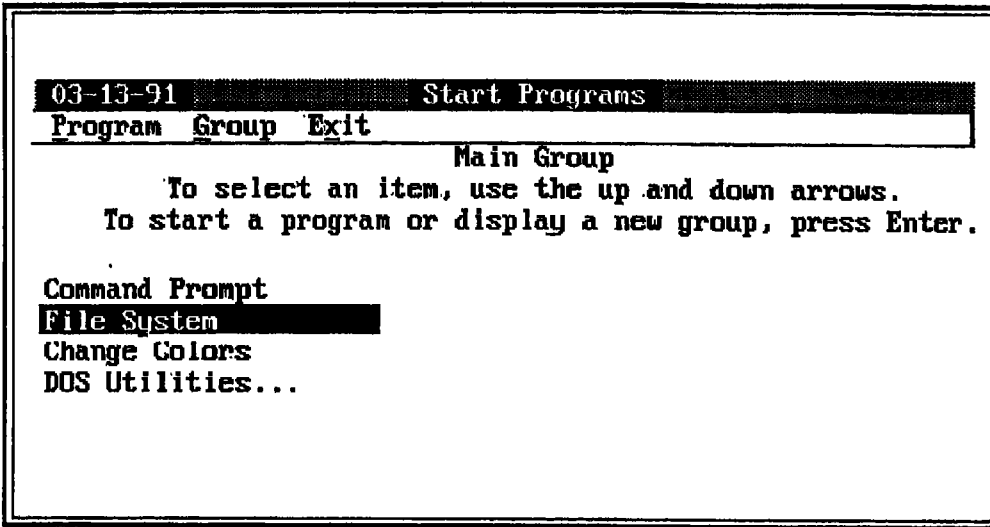 03-13-91 Start Programs
Program Group Exit
Main Group
To select an item, use the up and down arrows.
To start a program or display a new group, press Enter.
Command Prompt
File System
Change Colors
DOS Utilities...